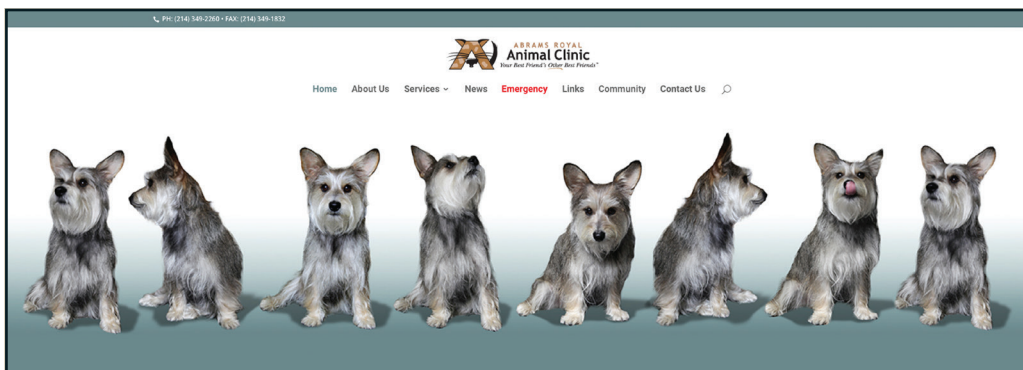 PH: (214) 349-2260 • FAX: (214) 349-1832
ABRAMS ROYAL
Animal Clinic
Your Best Friend's Other Best Friends"
Home About Us Services News Emergency Links Community Contact Us